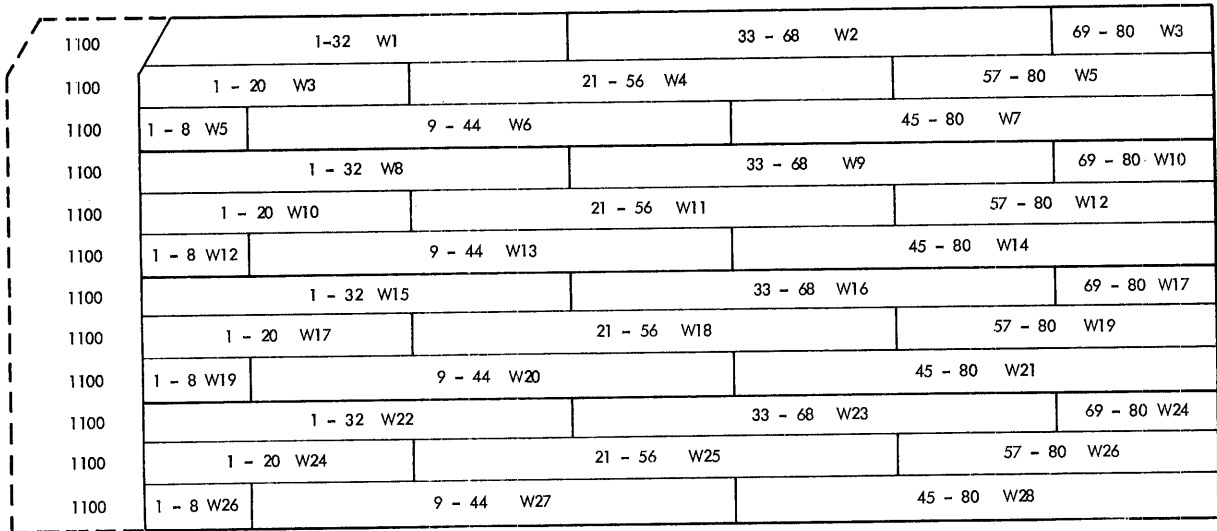 1100 1-32 W1 33 - 68 W2 69 - 80 W3
1100 1 - 20 W3 21 - 56 W4 57 - 80 W5
1100 1 - 8 W5 9 - 44 W6 45 - 80 W7
1100 1 - 32 W8 33 - 68 W9 69 - 80 W10
1100 1 - 20 W10 21 - 56 W11 57 - 80 W12
1100 1 - 8 W12 9 - 44 W13 45 - 80 W14
1100 1 - 32 W15 33 - 68 W16 69 - 80 W17
1100 1 - 20 W17 21 - 56 W18 57 - 80 W19
1100 1 - 8 W19 9 - 44 W20 45 - 80 W21
1100 1 - 32 W22 33 - 68 W23 69 - 80 W24
1100 1 - 20 W24 21 - 56 W25 57 - 80 W26
1100 1 - 8 W26 9 - 44 W27 45 - 80 W28